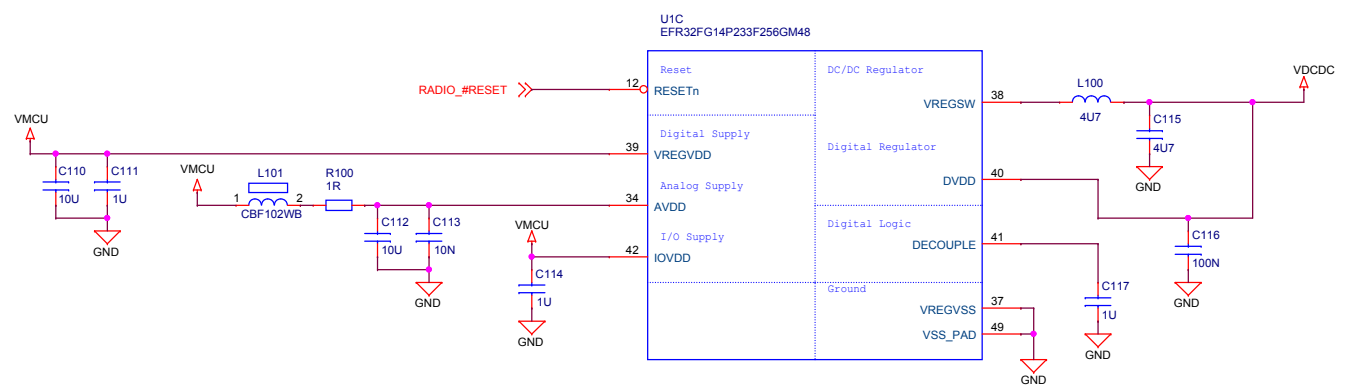 U1C
EFR32FG14P233F256GM48
Reset
DC/DC Regulator
RADIO_#RESET
12
RESETn
38
VREGSW
L100
4U7
VDCDC
C115
4U7
GND
VMCU
Digital Supply
39
VREGVDD
Digital Regulator
C110
10U
C111
1U
GND
VMCU
1
L101
2
CBF102WB
R100
1R
Analog Supply
34
AVDD
40
DVDD
C112
10U
C113
10N
GND
VMCU
I/O Supply
42
IOVDD
Digital Logic
41
DECOUPLE
C116
100N
GND
C114
1U
GND
Ground
37
VREGVSS
49
VSS_PAD
GND
C117
1U
GND